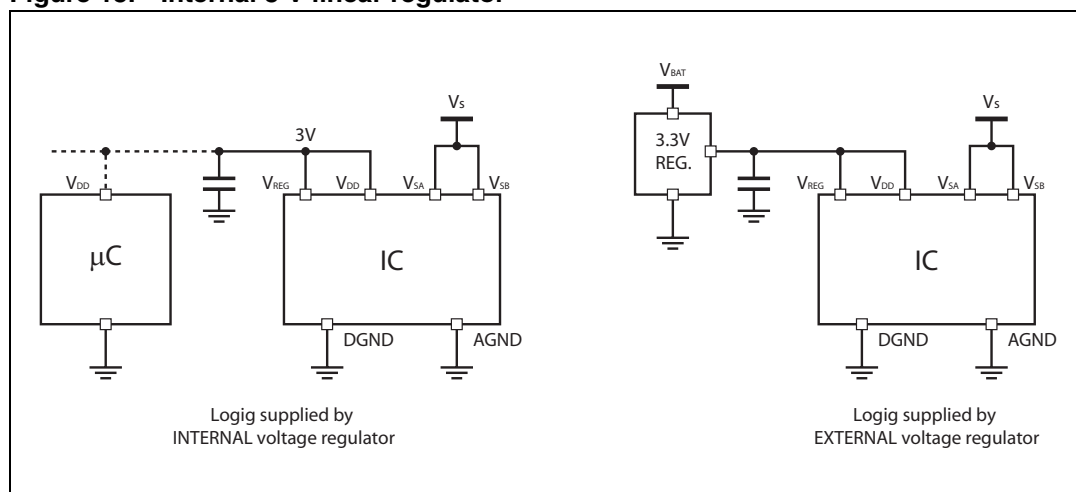 Figure Internal 3 V linear regulator
VBAT
Vs
3V
VDD
VREG
VDD
VSA
VSB
μC
IC
DGND
AGND
Logig supplied by
INTERNAL voltage regulator
3.3V
REG.
Vs
VREG
VDD
VSA
VSB
IC
DGND
AGND
Logig supplied by
EXTERNAL voltage regulator